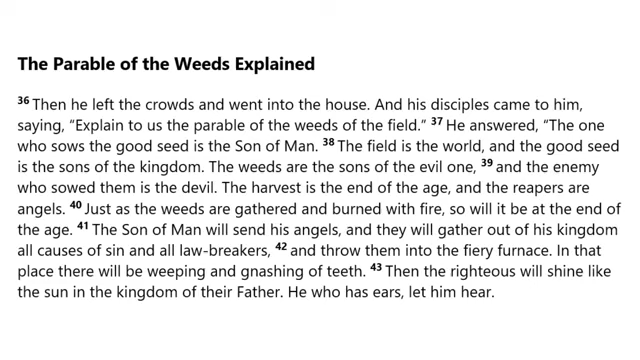 The Parable of the Weeds Explained
36 Then he left the crowds and went into the house. And his disciples came to him,
saying, “Explain to us the parable of the weeds of the field.” 37 He answered, “The one
who sows the good seed is the Son of Man. 38 The field is the world, and the good seed
is the sons of the kingdom. The weeds are the sons of the evil one, 39 and the enemy
who sowed them is the devil. The harvest is the end of the age, and the reapers are
angels. 40 Just as the weeds are gathered and burned with fire, so will it be at the end of
the age. 41 The Son of Man will send his angels, and they will gather out of his kingdom
all causes of sin and all law-breakers, 42 and throw them into the fiery furnace. In that
place there will be weeping and gnashing of teeth. 43 Then the righteous will shine like
the sun in the kingdom of their Father. He who has ears, let him hear.